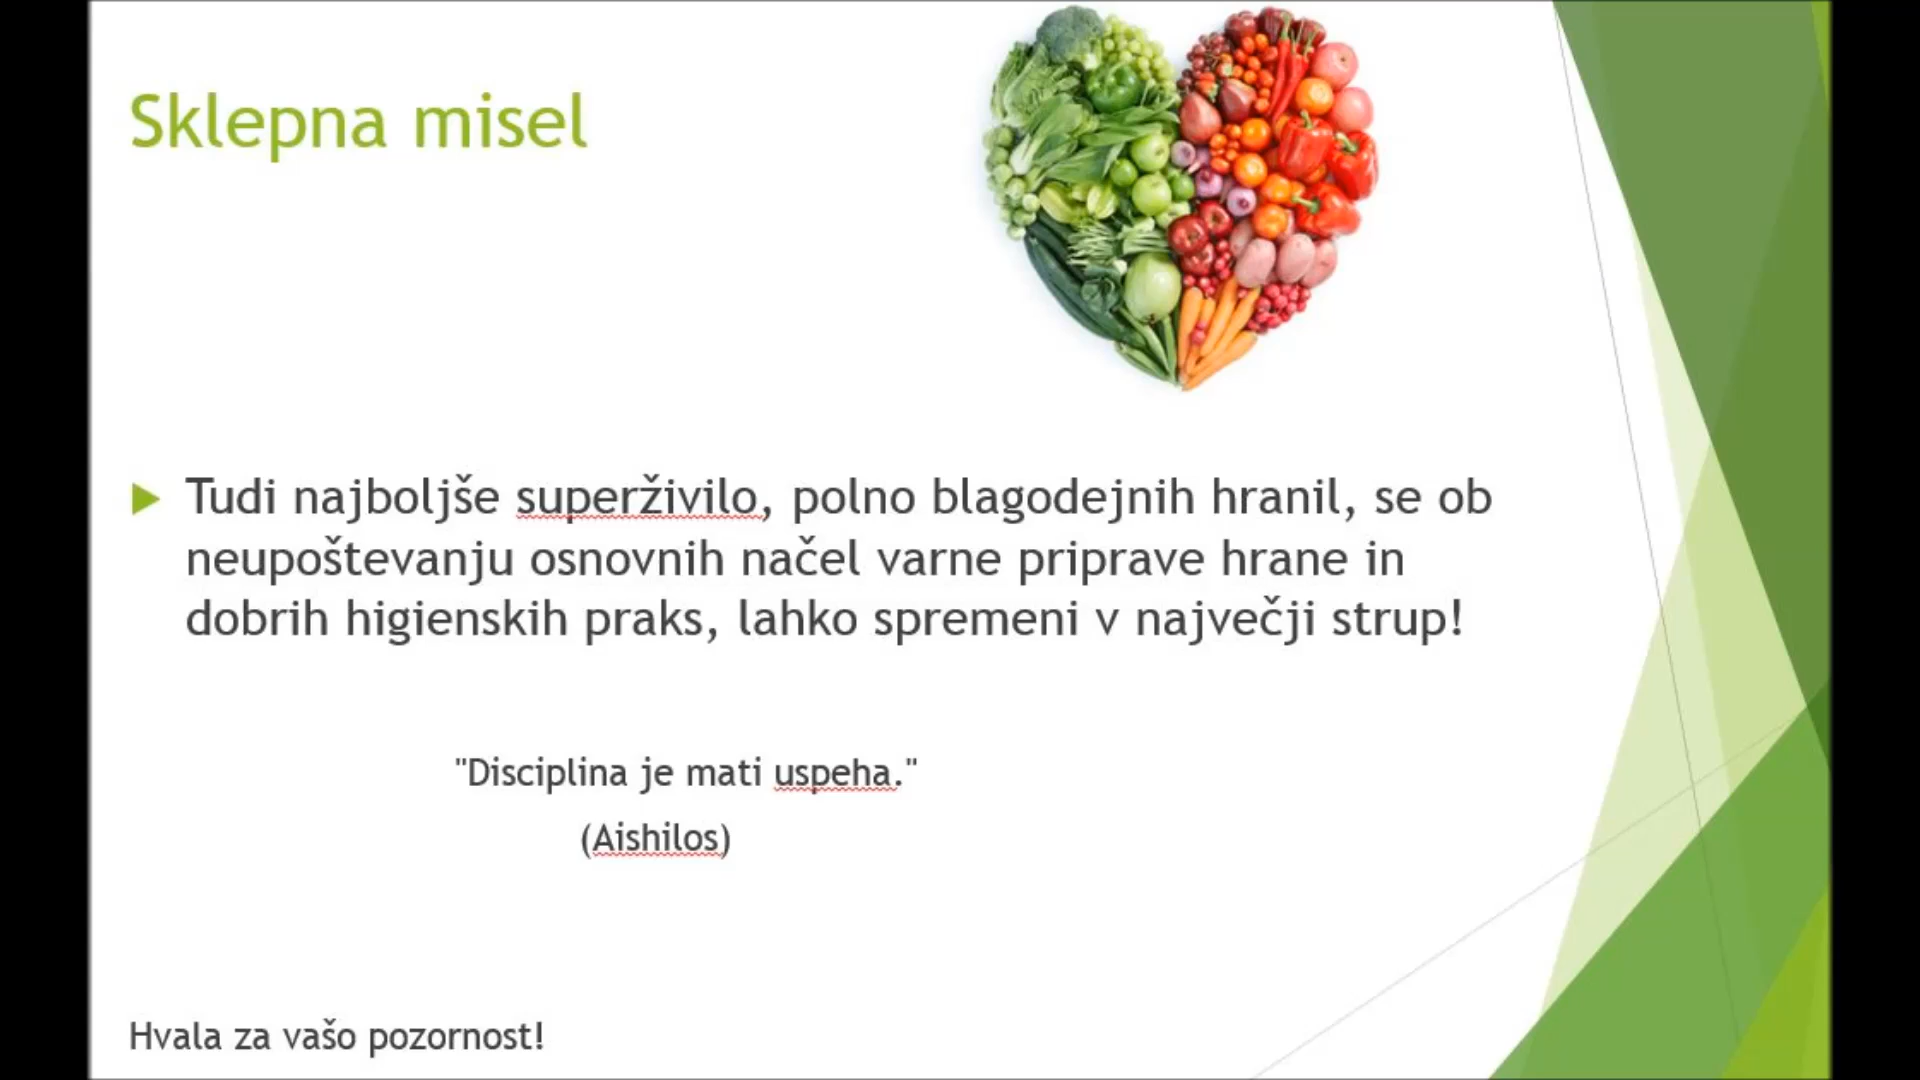 Sklepna misel
Tudi najboljše superživilo, polno blagodejnih hranil, se ob
neupoštevanju osnovnih načel varne priprave hrane in
dobrih higienskih praks, lahko spremeni v največji strup!
"Disciplina je mati uspeha."
(Aishilos)
Hvala za vašo pozornost!